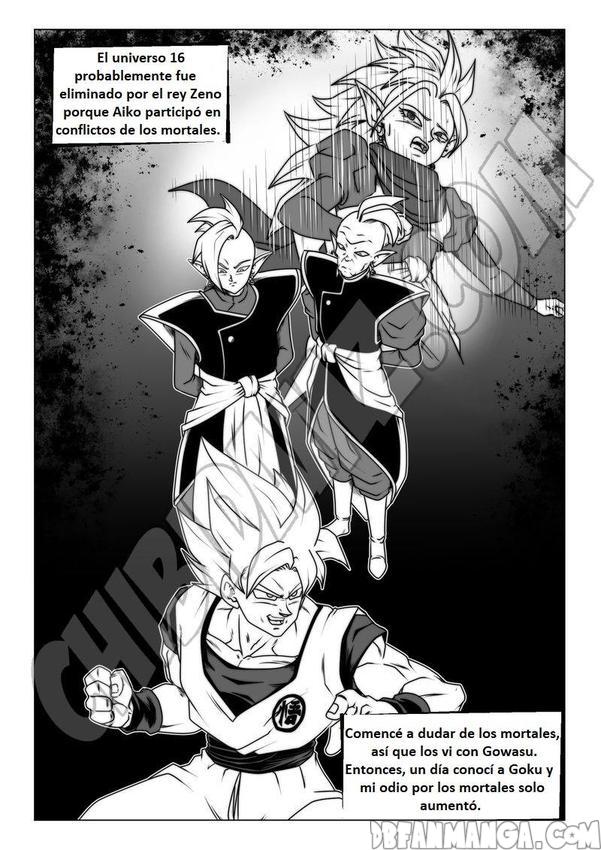 El universo 16
probablemente fue
eliminado por el rey Zeno
porque Aiko participó en
conflictos de los mortales.
悟
Comencé a dudar de los mortales,
así que los vi con Gowasu.
Entonces, un día conocí a Goku y
mi odio por los mortales solo
aumentó.
DBFANMANGA.COM